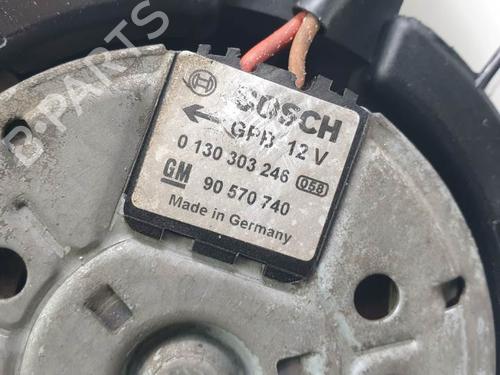 BOSCH
GPB 12 V
0 130 303 246 058
GM 90 570 740
Made in Germany
B-PARTS